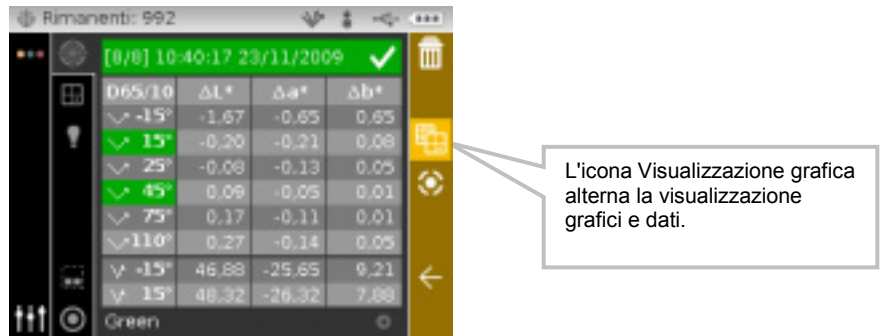 Rimanenti: 992
[8/8] 10:40:17 23/11/2009
D65/10 ΔL* Δa* Δb*
-15° -1,67 -0,65 0,65
15° -0,20 -0,21 0,08
25° -0,08 -0,13 0,05
45° 0,09 -0,05 0,01
75° 0,17 -0,11 0,01
110° 0,27 -0,14 0,05
-15° 46,88 -25,65 9,21
15° 48,32 -26,32 7,88
Green
L'icona Visualizzazione grafica
alterna la visualizzazione
grafici e dati.